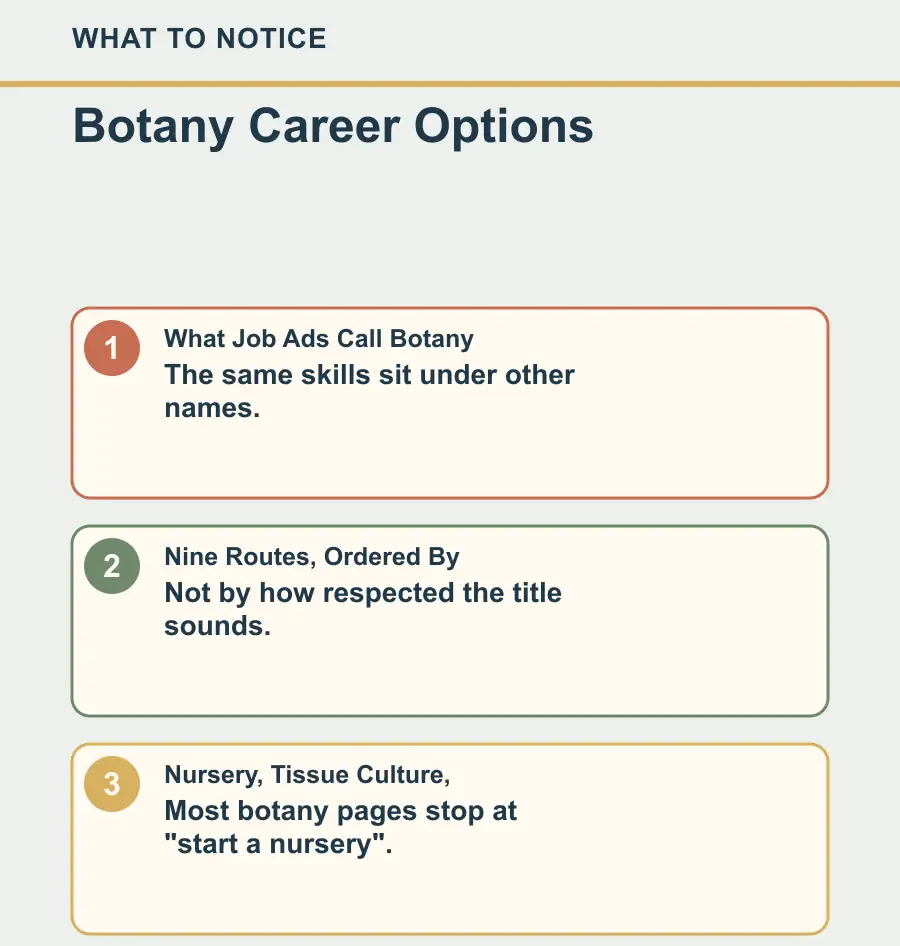 WHAT TO NOTICE
Botany Career Options
1
What Job Ads Call Botany
The same skills sit under other
names.
2
Nine Routes, Ordered By
Not by how respected the title
sounds.
3
Nursery, Tissue Culture,
Most botany pages stop at
"start a nursery".